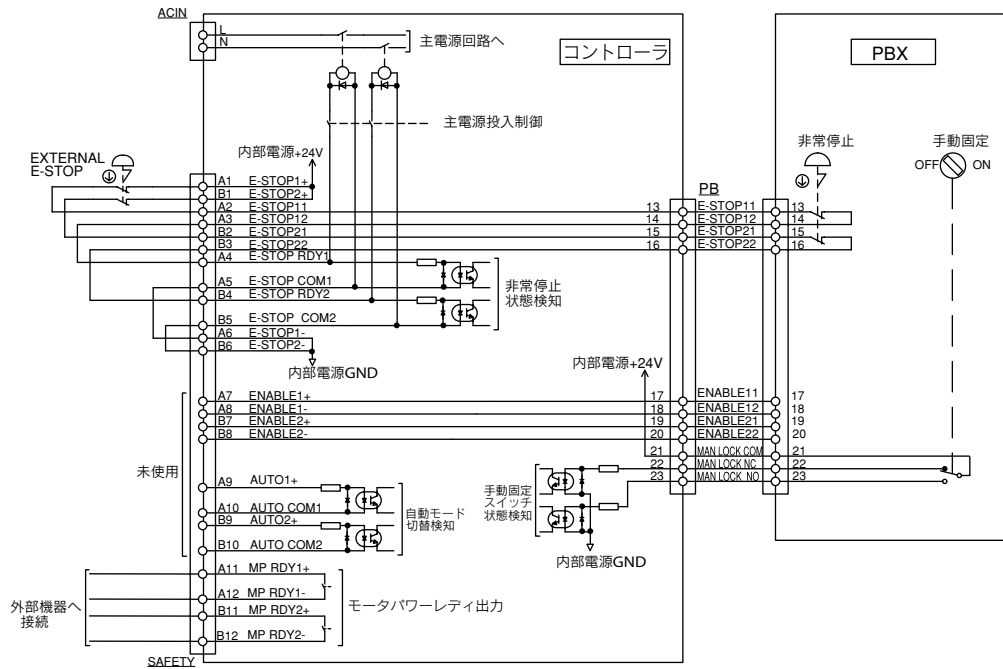 ACIN
L
N
主電源回路へ
コントローラ
PBX
主電源投入制御
内部電源+24V
EXTERNAL
E-STOP
非常停止
手動固定
OFF
ON
A1 E-STOP1+
B1 E-STOP2+
A2 E-STOP11
A3 E-STOP12
B2 E-STOP21
B3 E-STOP22
A4 E-STOP RDY1
A5 E-STOP COM1
B4 E-STOP RDY2
B5 E-STOP COM2
A6 E-STOP1-
B6 E-STOP2-
内部電源GND
非常停止
状態検知
PB
13 E-STOP11 13
14 E-STOP12 14
15 E-STOP21 15
16 E-STOP22 16
内部電源+24V
A7 ENABLE1+
A8 ENABLE1-
B7 ENABLE2+
B8 ENABLE2-
17 ENABLE11 17
18 ENABLE12 18
19 ENABLE21 19
20 ENABLE22 20
21 MAN LOCK COM 21
22 MAN LOCK NC 22
23 MAN LOCK NO 23
未使用
A9 AUTO1+
A10 AUTO COM1
B9 AUTO2+
B10 AUTO COM2
自動モード
切替検知
手動固定
スイッチ
状態検知
内部電源GND
A11 MP RDY1+
A12 MP RDY1-
B11 MP RDY2+
B12 MP RDY2-
モータパワーレディ出力
外部機器へ
接続
SAFETY